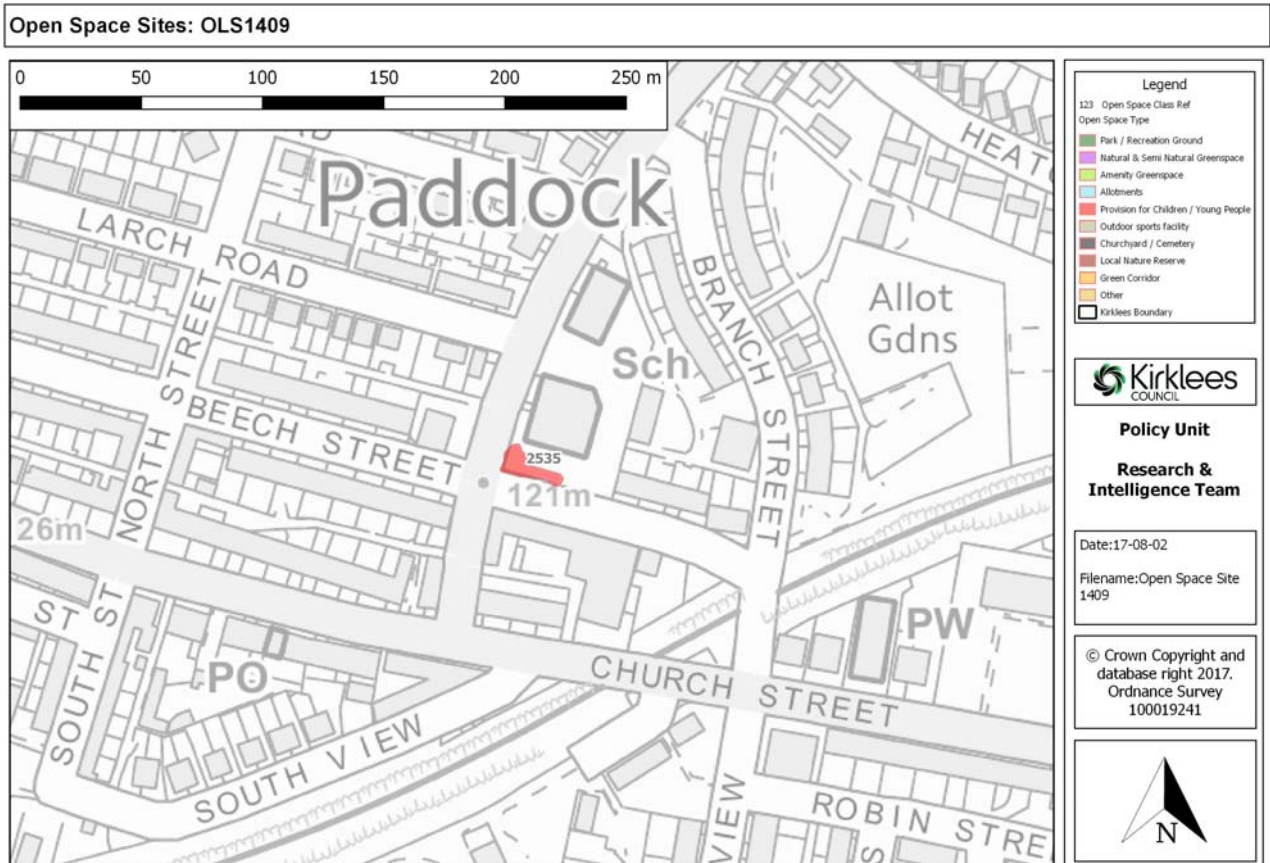 Open Space Sites: OLS1409
0 50 100 150 200 250 m
Paddock
HEAT
LARCH ROAD
BRANCH STREET
Allot
Gdns
Sch
NORTH STREET
BEECH STREET
2535
121m
26m
ST
SOUTH ST
PO
PW
CHURCH STREET
SOUTH VIEW
VIEW
ROBIN STREE
Legend
123 Open Space Class Ref
Open Space Type
Park / Recreation Ground
Natural & Semi Natural Greenspace
Amenity Greenspace
Allotments
Provision for Children / Young People
Outdoor sports facility
Churchyard / Cemetery
Local Nature Reserve
Green Corridor
Other
Kirklees Boundary
Kirklees
COUNCIL
Policy Unit
Research &
Intelligence Team
Date:17-08-02
Filename:Open Space Site
1409
© Crown Copyright and
database right 2017.
Ordnance Survey
100019241
N